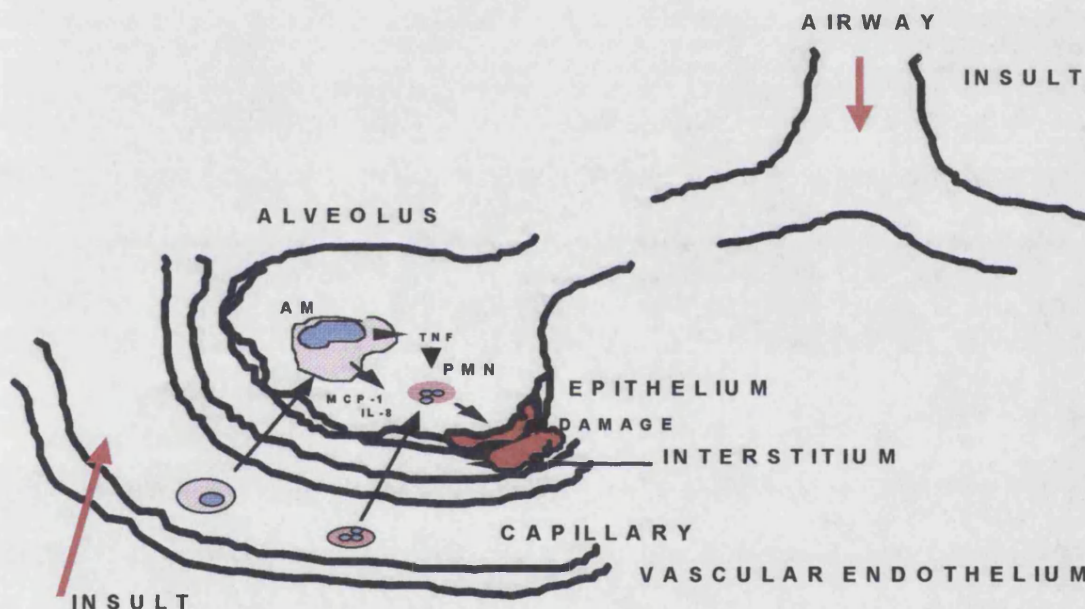 AIRWAY
INSULT
ALVEOLUS
AM
TNF
PMN
MCP-1
IL-8
EPITHELIUM
DAMAGE
INTERSTITIUM
CAPILLARY
VASCULAR ENDOTHELIUM
INSULT